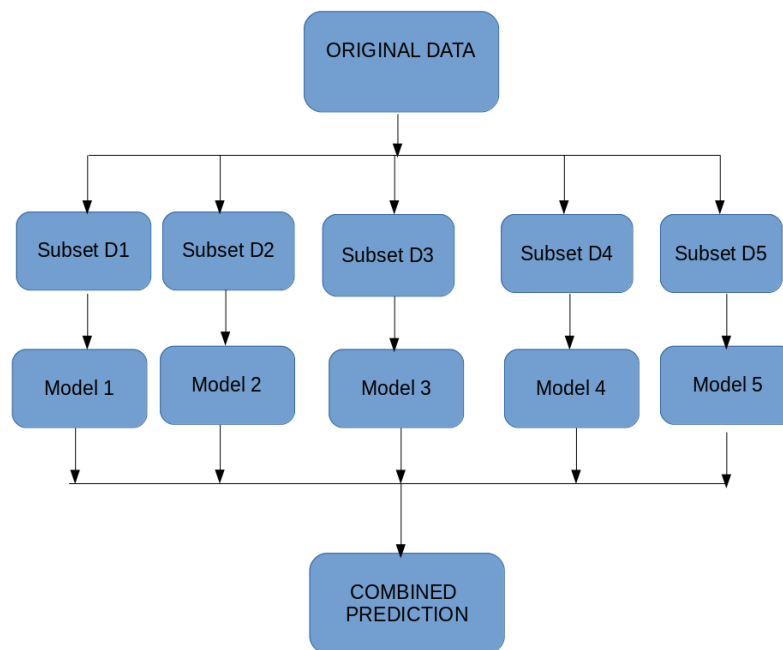 ORIGINAL DATA
Subset D1
Subset D2
Subset D3
Subset D4
Subset D5
Model 1
Model 2
Model 3
Model 4
Model 5
COMBINED
PREDICTION